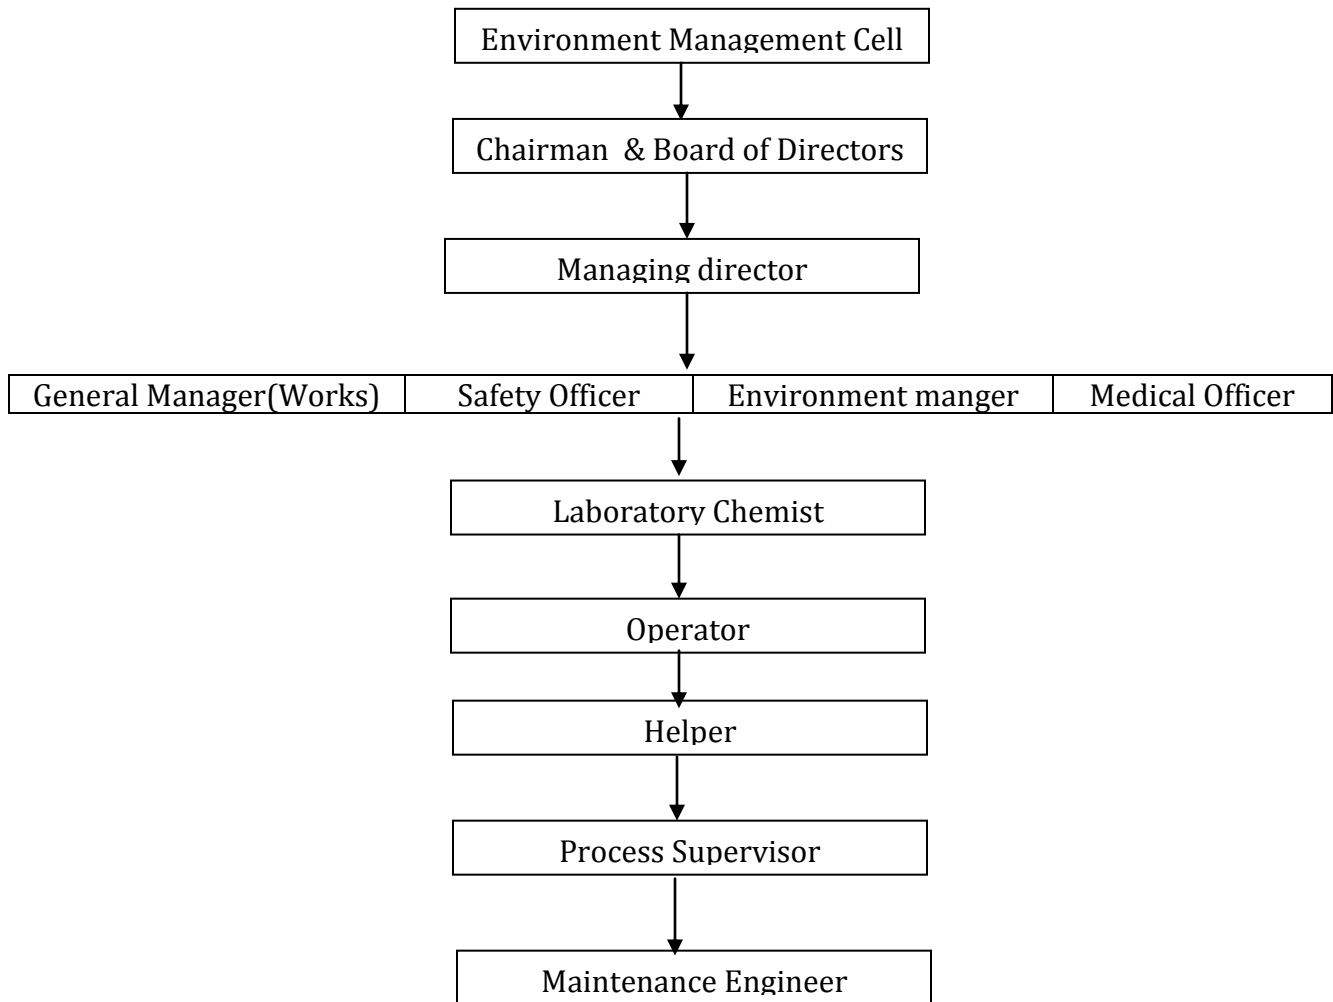 Environment Management Cell
Chairman & Board of Directors
Managing director
General Manager(Works) Safety Officer Environment manger Medical Officer
Laboratory Chemist
Operator
Helper
Process Supervisor
Maintenance Engineer